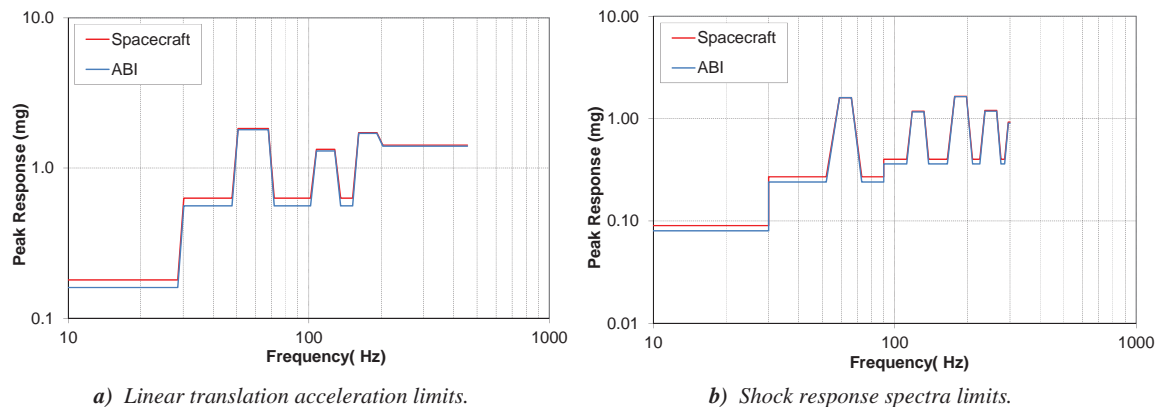 10.0
1.0
0.1
Peak Response (mg)
Spacecraft
ABI
10
100
1000
Frequency( Hz)
a) Linear translation acceleration limits.
10.00
1.00
0.10
0.01
Peak Response (mg)
Spacecraft
ABI
10
100
1000
Frequency( Hz)
b) Shock response spectra limits.